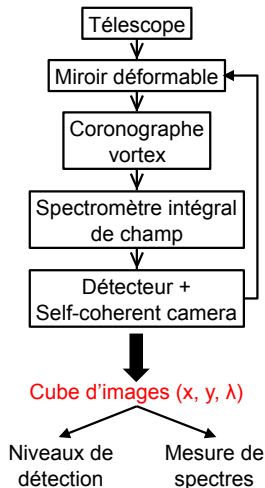 Télescope
Miroir déformable
Coronographe
vortex
Spectromètre intégral
de champ
Détecteur +
Self-coherent camera
Cube d'images (x, y, λ)
Niveaux de
détection
Mesure de
spectres